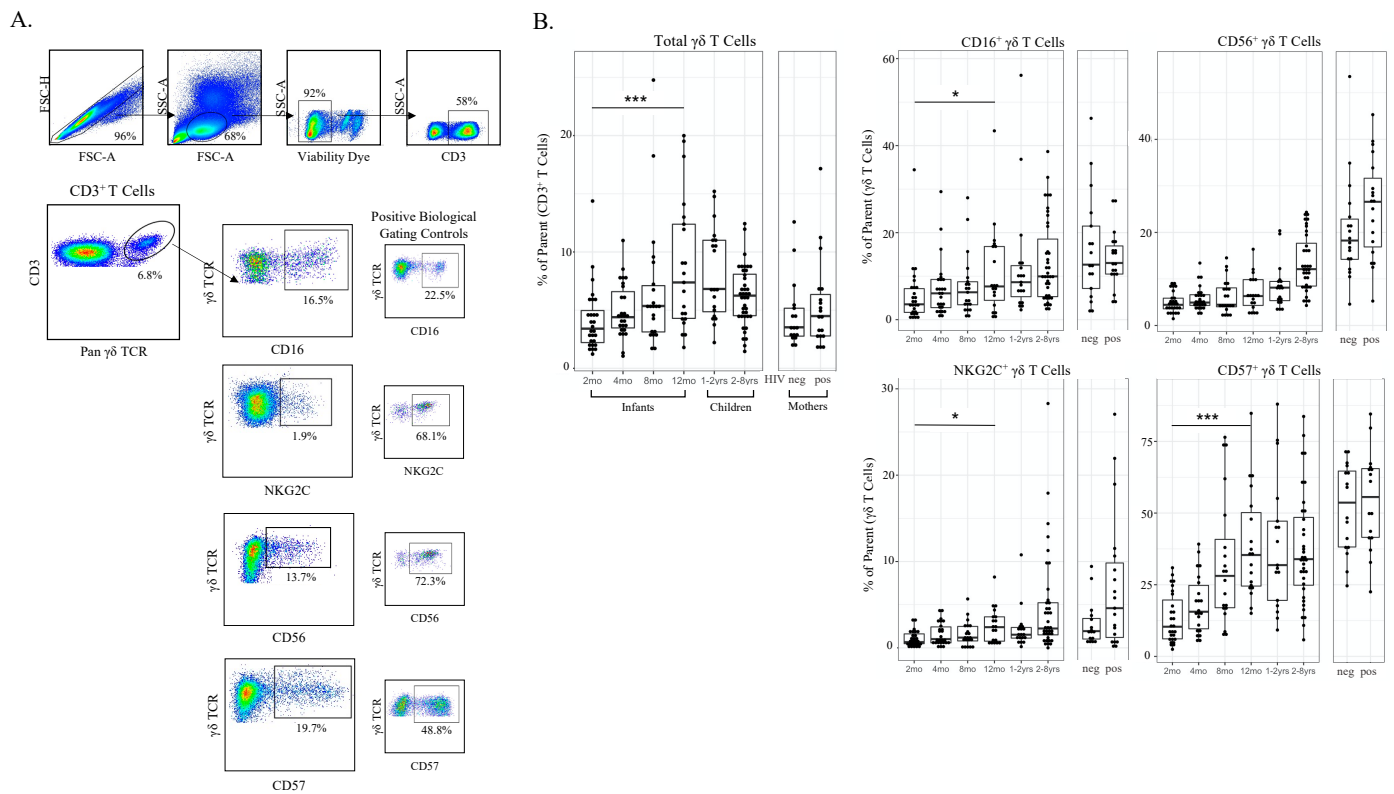 A.
FSC-H
96%
FSC-A
SSC-A
68%
FSC-A
SSC-A
92%
Viability Dye
SSC-A
58%
CD3
CD3+ T Cells
CD3
6.8%
Pan γδ TCR
γδ TCR
16.5%
CD16
Positive Biological
Gating Controls
γδ TCR
22.5%
CD16
γδ TCR
1.9%
NKG2C
γδ TCR
68.1%
NKG2C
γδ TCR
13.7%
CD56
γδ TCR
72.3%
CD56
γδ TCR
19.7%
CD57
γδ TCR
48.8%
CD57
B.
Total γδ T Cells
% of Parent (CD3+ T Cells)
20
10
0
***
2mo 4mo 8mo 12mo 1-2yrs 2-8yrs HIV neg pos
Infants Children Mothers
CD16+ γδ T Cells
% of Parent (γδ T Cells)
60
40
20
0
*
2mo 4mo 8mo 12mo 1-2yrs 2-8yrs neg pos
CD56+ γδ T Cells
40
20
0
2mo 4mo 8mo 12mo 1-2yrs 2-8yrs neg pos
NKG2C+ γδ T Cells
% of Parent (γδ T Cells)
30
20
10
0
*
2mo 4mo 8mo 12mo 1-2yrs 2-8yrs neg pos
CD57+ γδ T Cells
75
50
25
0
***
2mo 4mo 8mo 12mo 1-2yrs 2-8yrs neg pos